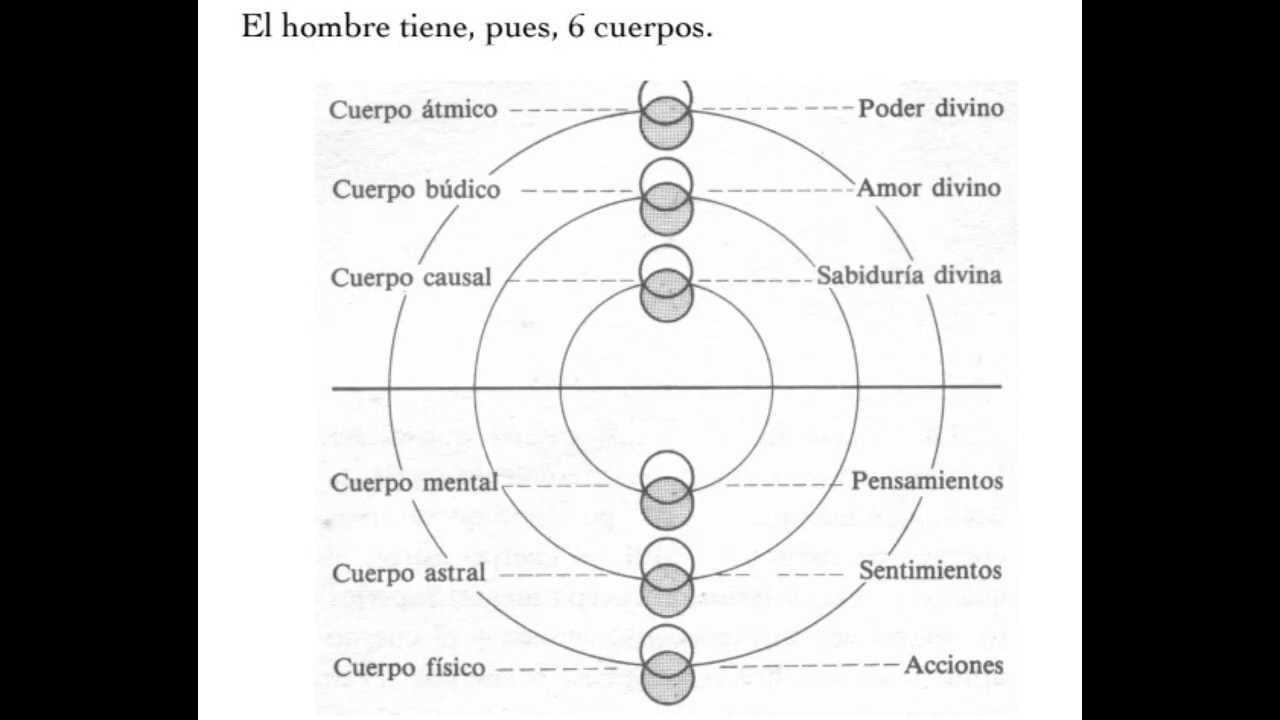 El hombre tiene, pues, 6 cuerpos.
Cuerpo átmico Poder divino
Cuerpo búdico Amor divino
Cuerpo causal Sabiduría divina
Cuerpo mental Pensamientos
Cuerpo astral Sentimientos
Cuerpo físico Acciones